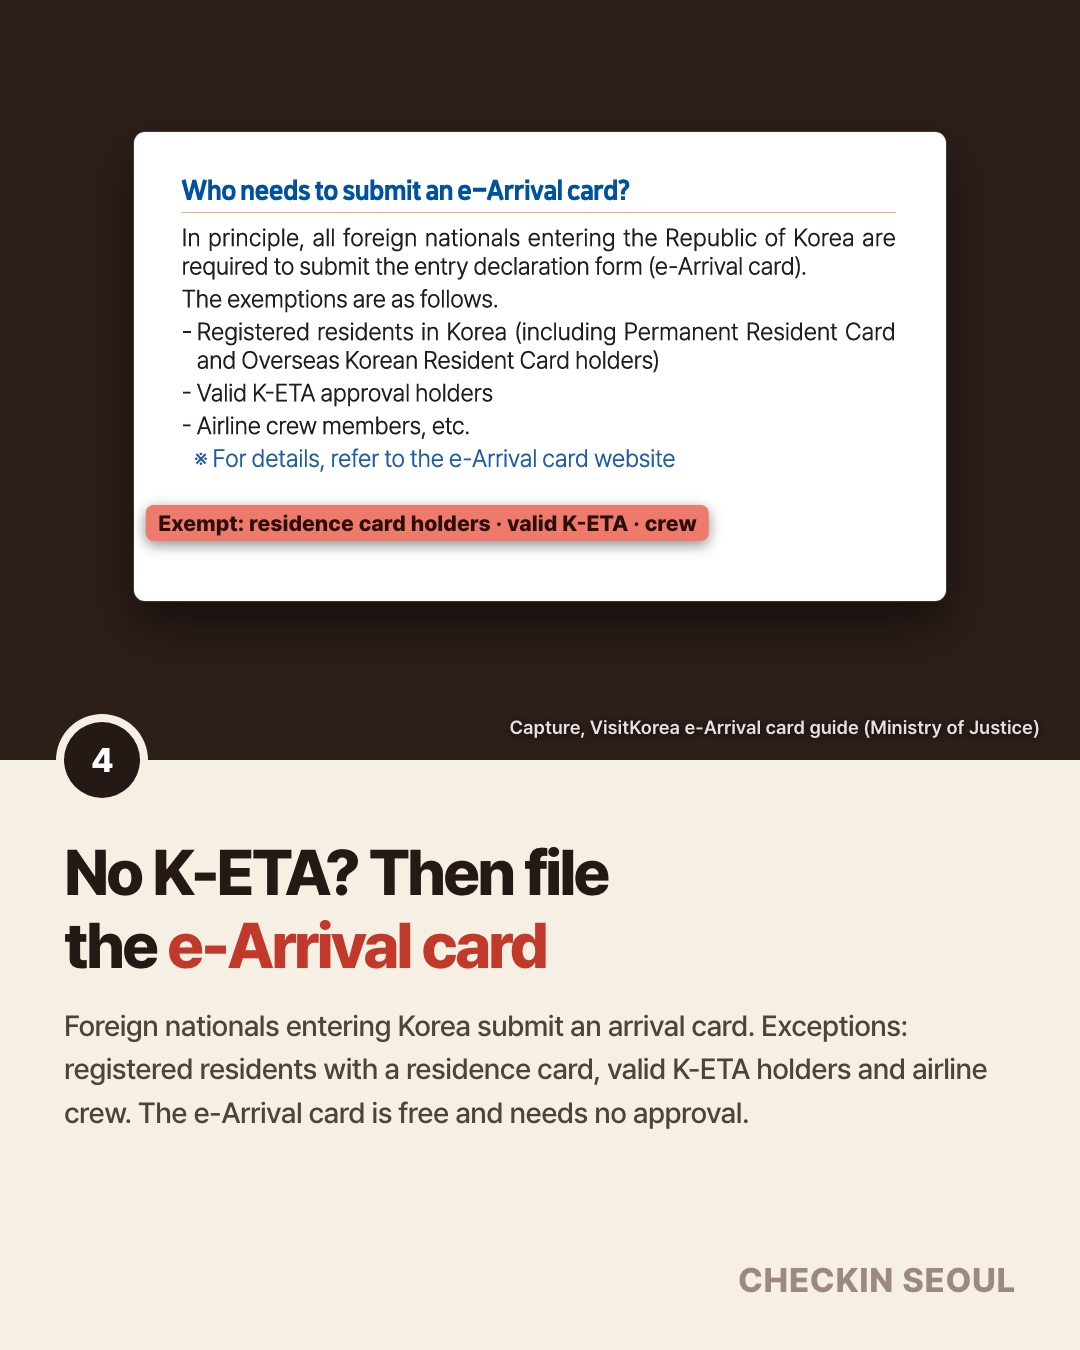 Who needs to submit an e-Arrival card?
In principle, all foreign nationals entering the Republic of Korea are
required to submit the entry declaration form (e-Arrival card).
The exemptions are as follows.
- Registered residents in Korea (including Permanent Resident Card
and Overseas Korean Resident Card holders)
- Valid K-ETA approval holders
- Airline crew members, etc.
※ For details, refer to the e-Arrival card website
Exempt: residence card holders · valid K-ETA · crew
Capture, VisitKorea e-Arrival card guide (Ministry of Justice)
4
No K-ETA? Then file
the e-Arrival card
Foreign nationals entering Korea submit an arrival card. Exceptions:
registered residents with a residence card, valid K-ETA holders and airline
crew. The e-Arrival card is free and needs no approval.
CHECKIN SEOUL